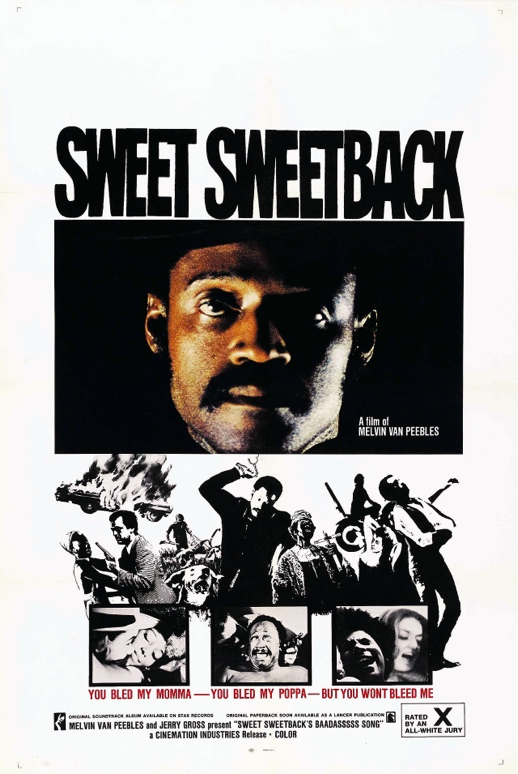 SWEET SWEETBACK
A film of
MELVIN VAN PEEBLES
YOU BLED MY MOMMA — YOU BLED MY POPPA — BUT YOU WONT BLEED ME
ORIGINAL SOUNDTRACK ALBUM AVAILABLE ON STAX RECORDS ORIGINAL PAPERBACK SOON AVAILABLE AS A LANCER PUBLICATION
MELVIN VAN PEEBLES and JERRY GROSS present "SWEET SWEETBACK'S BAADASSSSS SONG"
a CINEMATION INDUSTRIES Release • COLOR
RATED X
BY AN
ALL-WHITE JURY